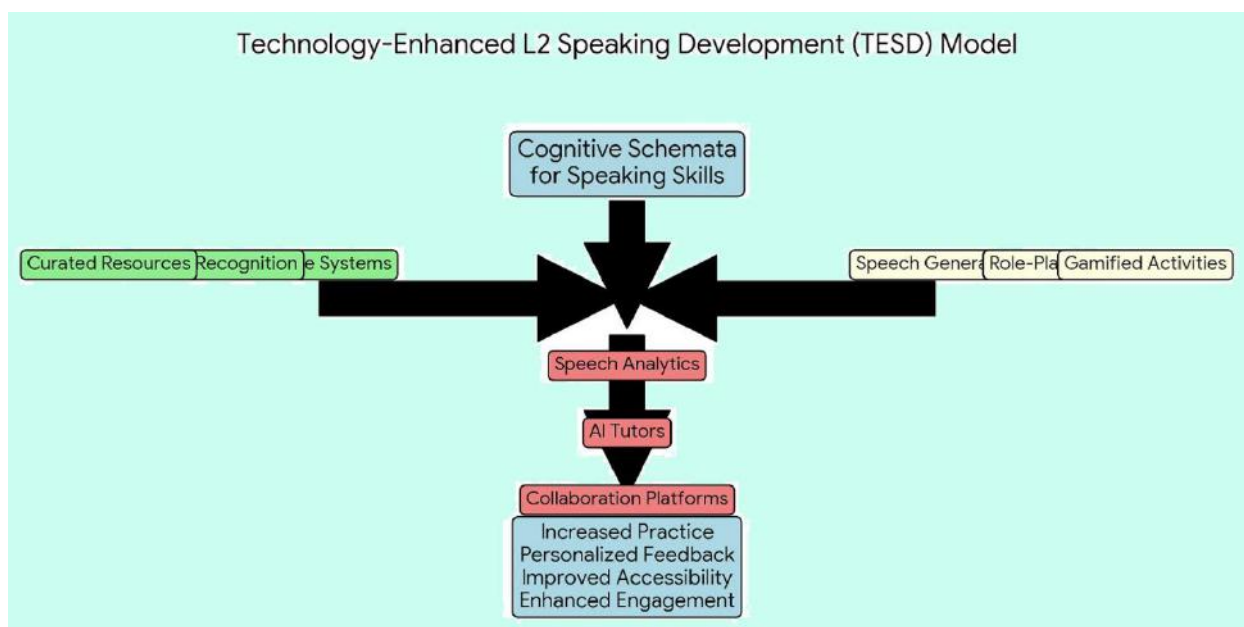 Technology-Enhanced L2 Speaking Development (TESD) Model
Cognitive Schemata
for Speaking Skills
Curated Resources Recognition e Systems
Speech Genera Role-Pla Gamified Activities
Speech Analytics
AI Tutors
Collaboration Platforms
Increased Practice
Personalized Feedback
Improved Accessibility
Enhanced Engagement